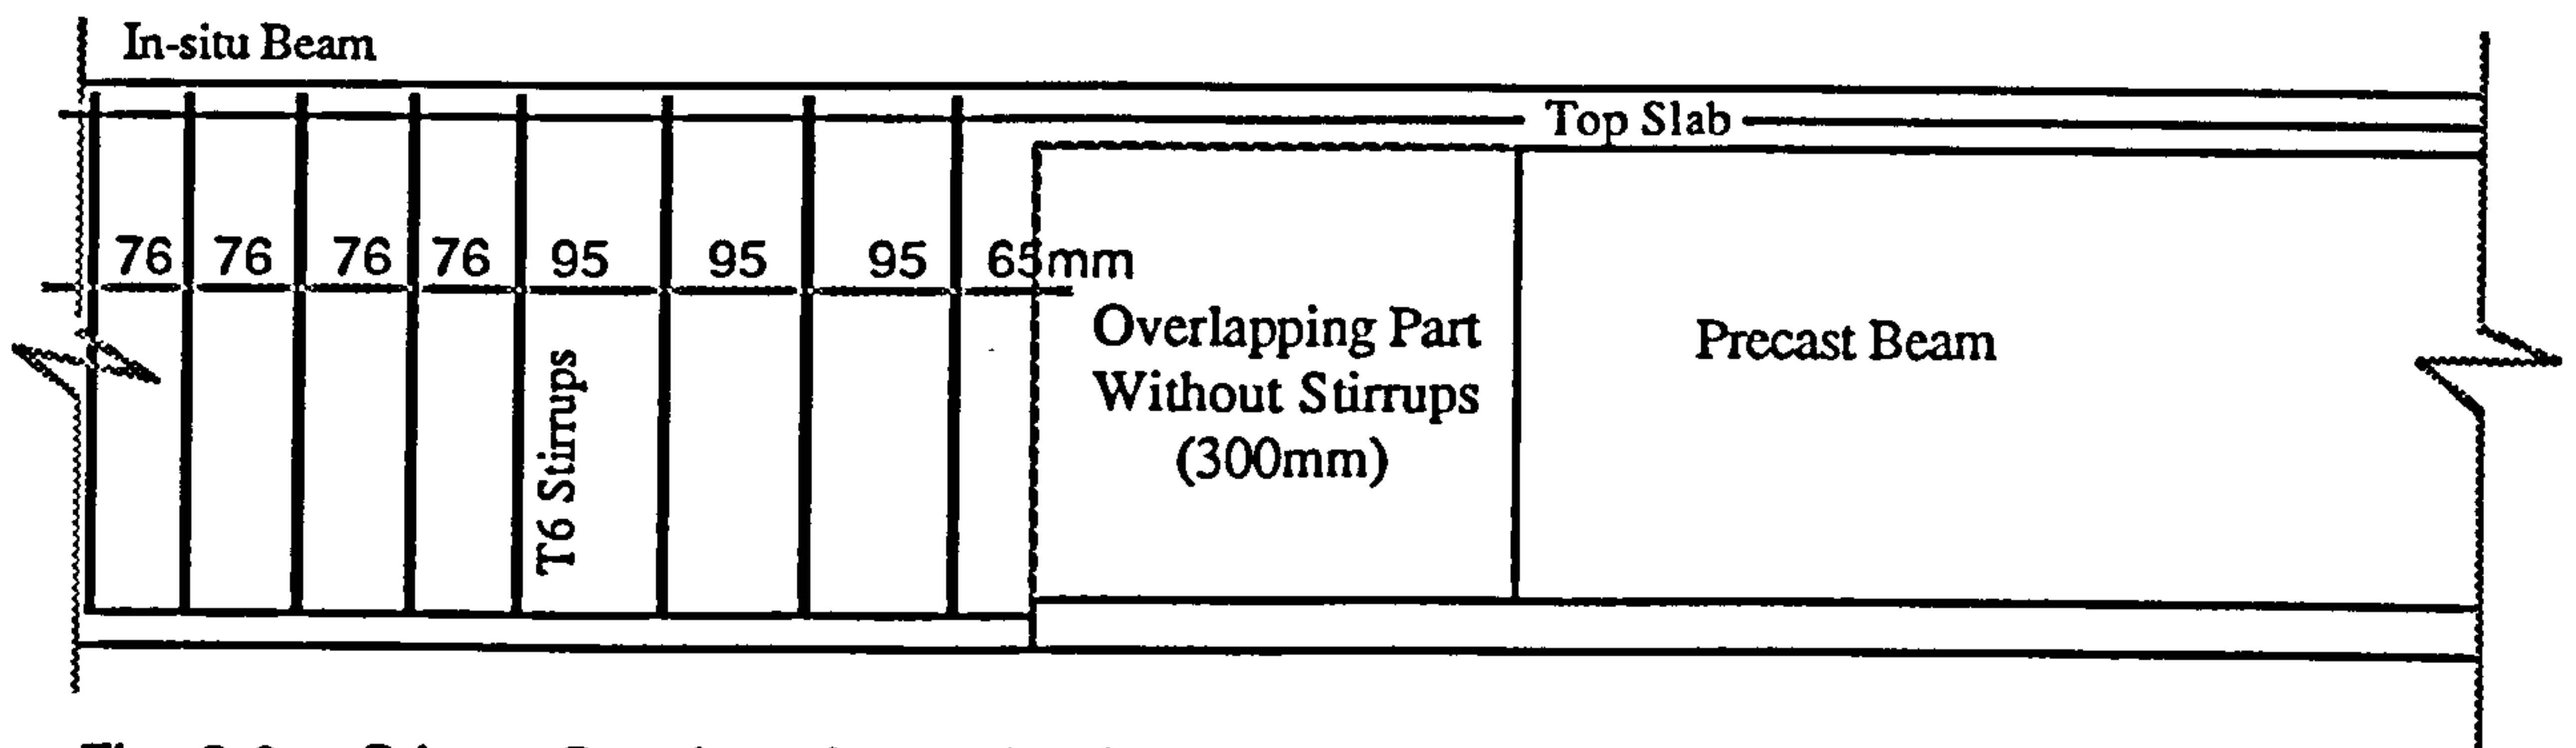 In-situ Beam
Top Slab
76 76 76 76 95 95 95 65mm
T6 Stirrups
Overlapping Part
Without Stirrups
(300mm)
Precast Beam